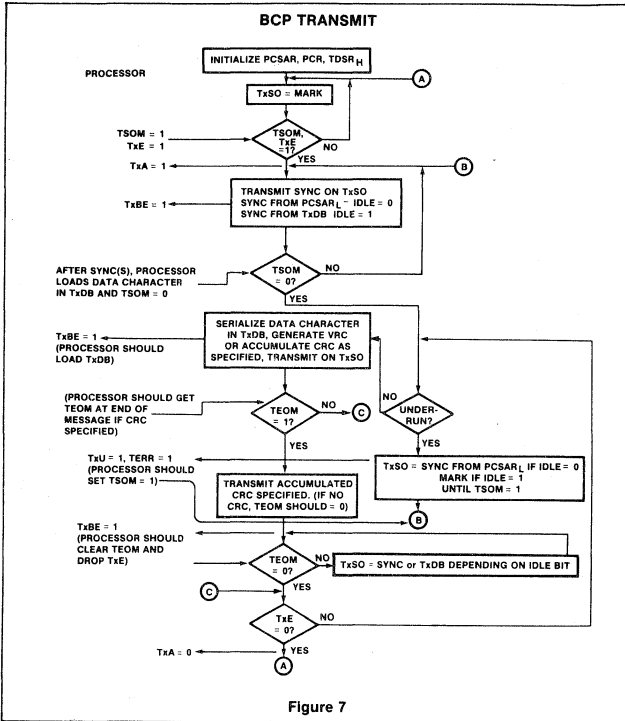 BCP TRANSMIT
INITIALIZE PCSAR, PCR, TDSR H
PROCESSOR
A
TxSO = MARK
TSOM = 1
TxE = 1
TSOM,
TxE
=1?
NO
YES
TxA = 1
B
TRANSMIT SYNC ON TxSO
SYNC FROM PCSAR L - IDLE = 0
SYNC FROM TxDB IDLE = 1
TxBE = 1
AFTER SYNC(S), PROCESSOR
LOADS DATA CHARACTER
IN TxDB AND TSOM = 0
TSOM
= 0?
NO
YES
SERIALIZE DATA CHARACTER
IN TxDB, GENERATE VRC
OR ACCUMULATE CRC AS
SPECIFIED, TRANSMIT ON TxSO
TxBE = 1
(PROCESSOR SHOULD
LOAD TxDB)
(PROCESSOR SHOULD GET
TEOM AT END OF
MESSAGE IF CRC
SPECIFIED)
TEOM
= 1?
NO
C
YES
NO
UNDER-
RUN?
YES
TxU = 1, TERR = 1
(PROCESSOR SHOULD
SET TSOM = 1)
TxSO = SYNC FROM PCSAR L IF IDLE = 0
MARK IF IDLE = 1
UNTIL TSOM = 1
B
TRANSMIT ACCUMULATED
CRC SPECIFIED. (IF NO
CRC, TEOM SHOULD = 0)
TxBE = 1
(PROCESSOR SHOULD
CLEAR TEOM AND
DROP TxE)
TEOM
= 0?
NO
TxSO = SYNC or TxDB DEPENDING ON IDLE BIT
YES
C
TxE
= 0?
NO
YES
TxA = 0
A
Figure 7